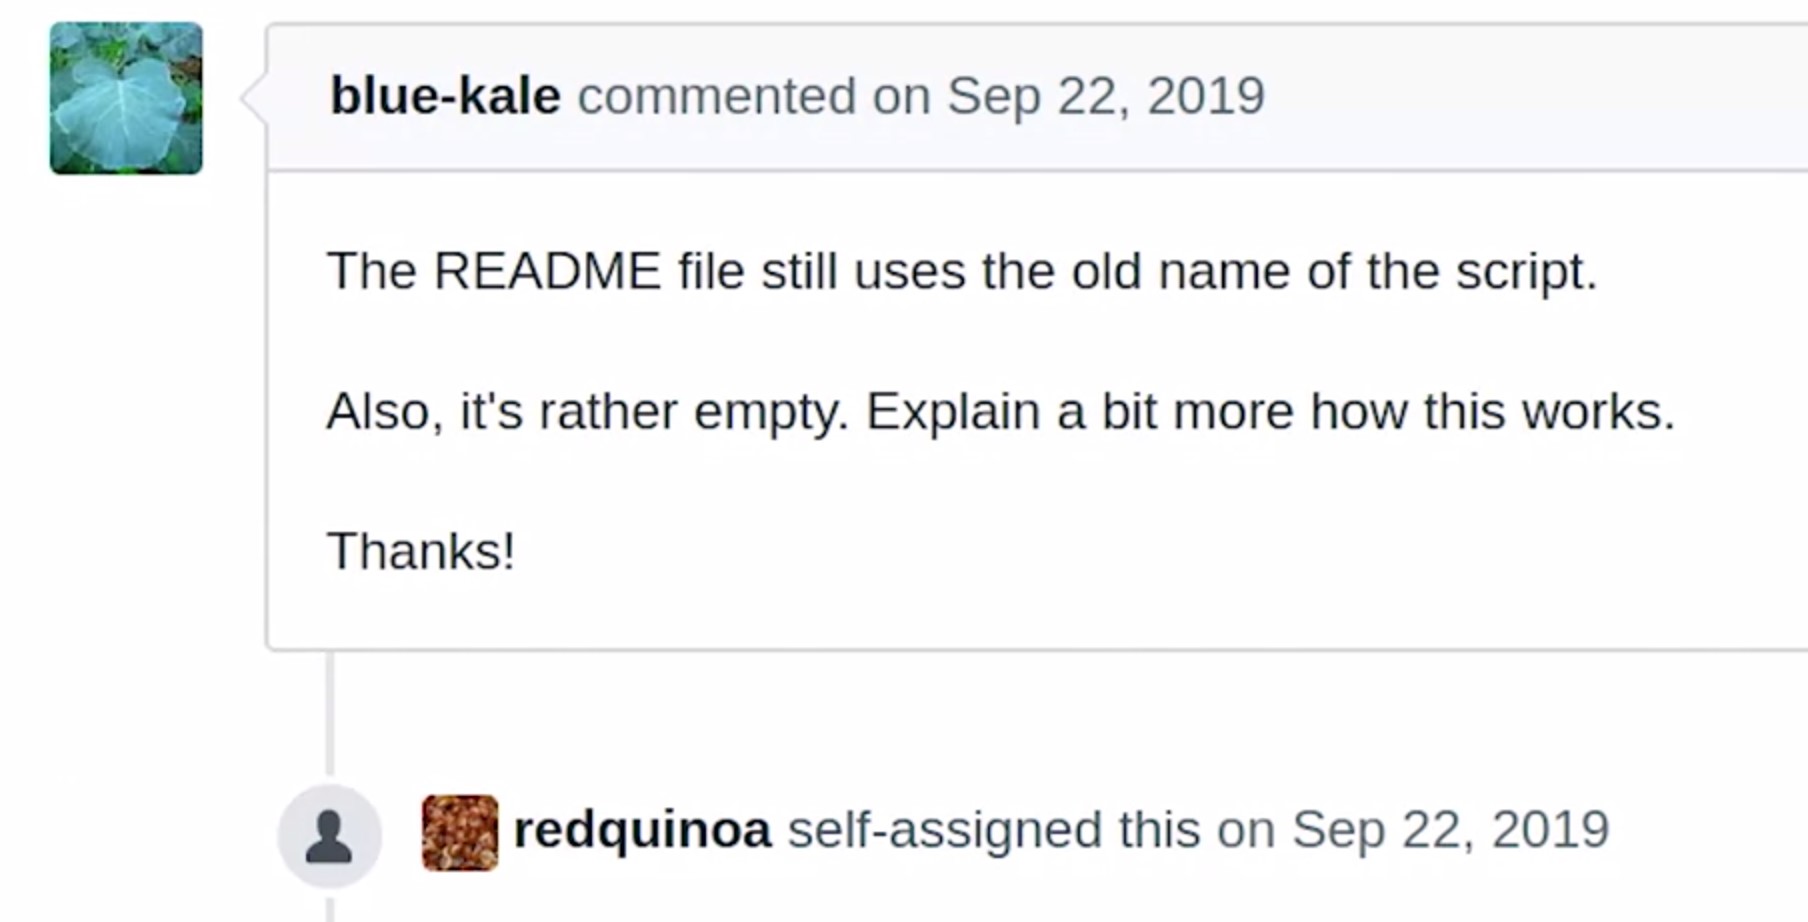 blue-kale commented on Sep 22, 2019
The README file still uses the old name of the script.
Also, it's rather empty. Explain a bit more how this works.
Thanks!
redquinoa self-assigned this on Sep 22, 2019